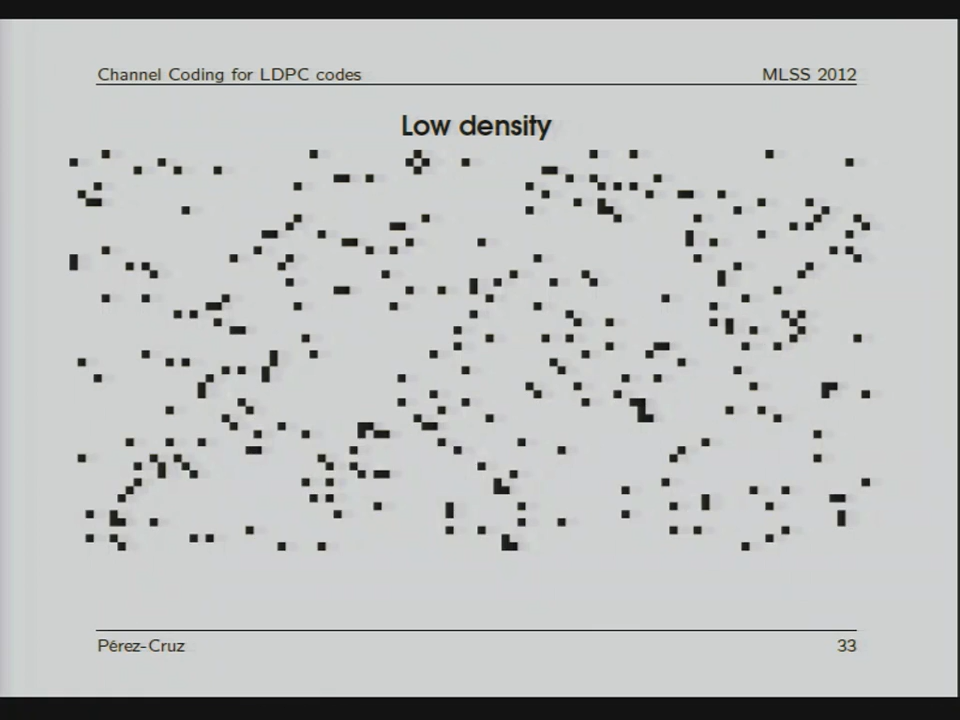 Channel Coding for LDPC codes
MLSS 2012
Low density
Pérez-Cruz
33